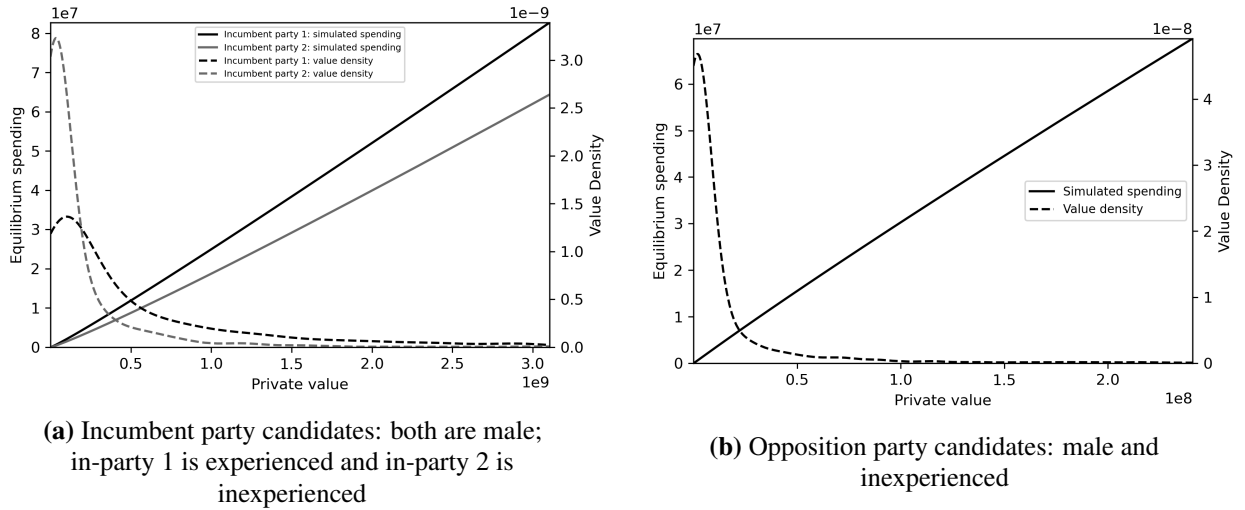 1e7
1e−9
8
7
6
5
4
3
2
1
0
Equilibrium spending
Incumbent party 1: simulated spending
Incumbent party 2: simulated spending
Incumbent party 1: value density
Incumbent party 2: value density
3.0
2.5
2.0
1.5
1.0
0.5
0.0
Value Density
0.5 1.0 1.5 2.0 2.5 3.0
Private value
1e9
(a) Incumbent party candidates: both are male;
in-party 1 is experienced and in-party 2 is
inexperienced
1e7
1e−8
6
5
4
3
2
1
0
Equilibrium spending
Simulated spending
Value density
4
3
2
1
0
Value Density
0.5 1.0 1.5 2.0
Private value
1e8
(b) Opposition party candidates: male and
inexperienced